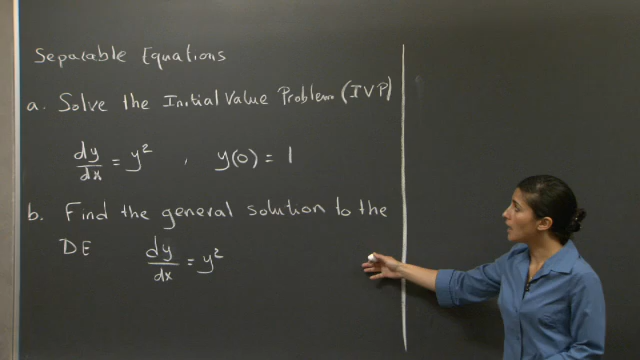 Separable Equations
a. Solve the Initial Value Problem (IVP)
dy/dx = y² , y(0) = 1
b. Find the general solution to the
DE dy/dx = y²